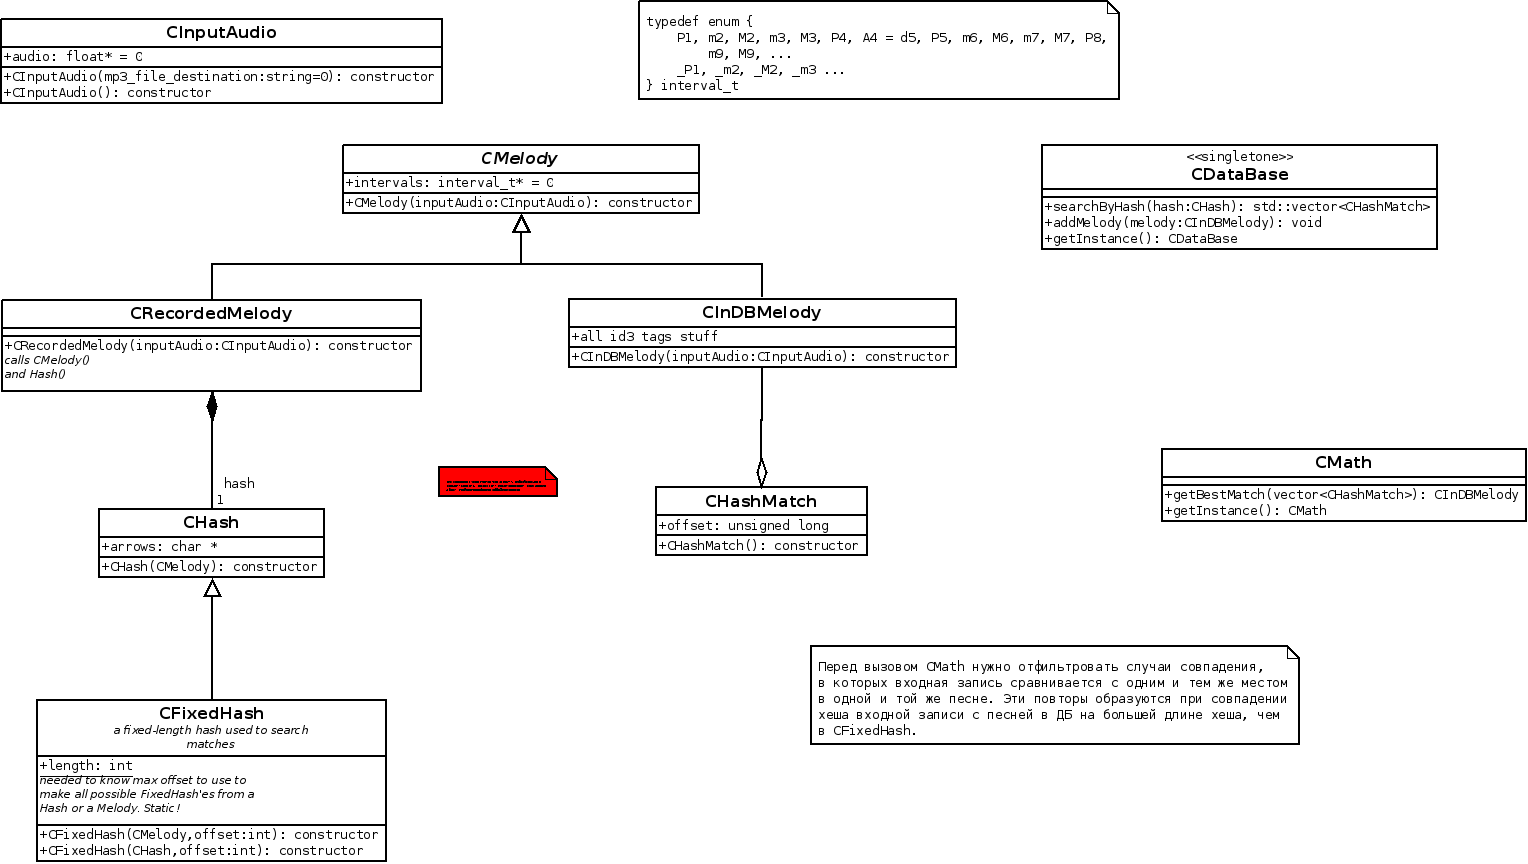 CInputAudio
+audio: float* = 0
+CInputAudio(mp3_file_destination:string=0): constructor
+CInputAudio(): constructor
typedef enum {
P1, m2, M2, m3, M3, P4, A4 = d5, P5, m6, M6, m7, M7, P8,
m9, M9, ...
_P1, _m2, _M2, _m3 ...
} interval_t
CMelody
+intervals: interval_t* = 0
+CMelody(inputAudio:CInputAudio): constructor
<<singletone>>
CDataBase
+searchByHash(hash:CHash): std::vector<CHashMatch>
+addMelody(melody:CInDBMelody): void
+getInstance(): CDataBase
CRecordedMelody
+CRecordedMelody(inputAudio:CInputAudio): constructor
calls CMelody()
and Hash()
CInDBMelody
+all id3 tags stuff
+CInDBMelody(inputAudio:CInputAudio): constructor
hash
1
CHash
+arrows: char *
+CHash(CMelody): constructor
CHashMatch
+offset: unsigned long
+CHashMatch(): constructor
CMath
+getBestMatch(vector<CHashMatch>): CInDBMelody
+getInstance(): CMath
CFixedHash
a fixed-length hash used to search
matches
+length: int
needed to know max offset to use to
make all possible FixedHash'es from a
Hash or a Melody. Static!
+CFixedHash(CMelody,offset:int): constructor
+CFixedHash(CHash,offset:int): constructor
Перед вызовом CMath нужно отфильтровать случаи совпадения,
в которых входная запись сравнивается с одним и тем же местом
в одной и той же песне. Эти повторы образуются при совпадении
хеша входной записи с песней в ДБ на большей длине хеша, чем
в CFixedHash.